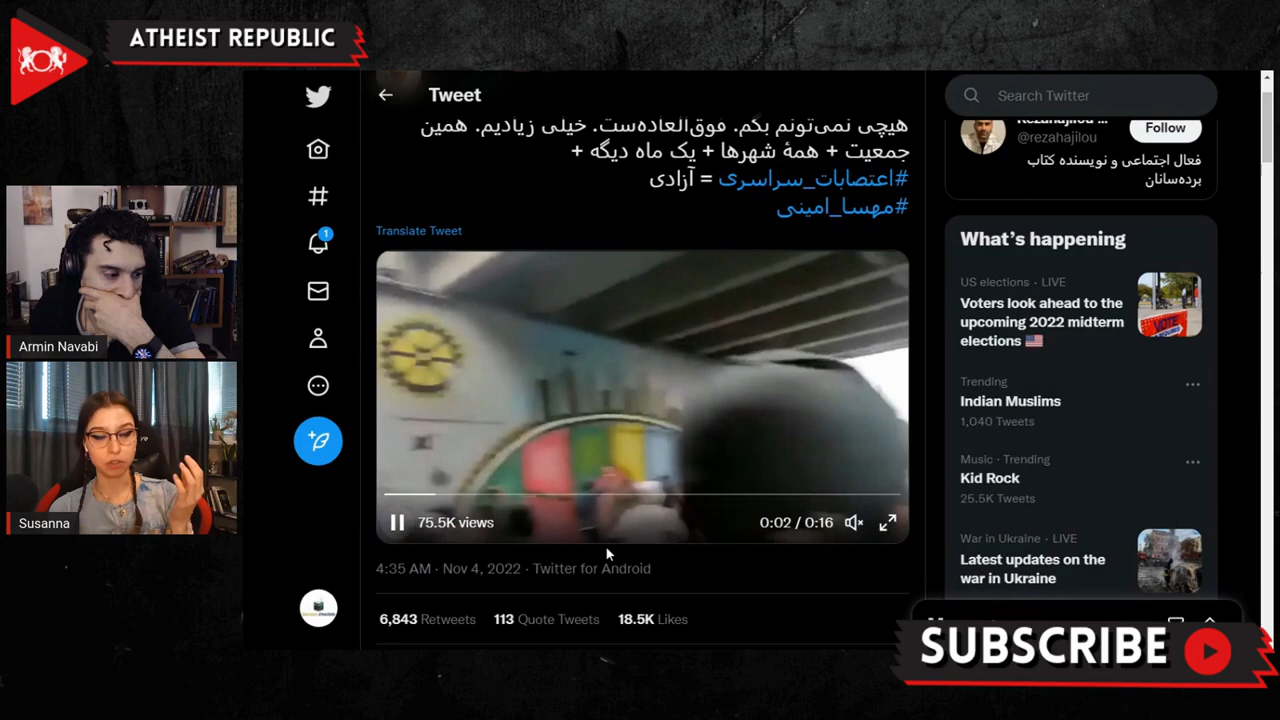 ATHEIST REPUBLIC
Tweet
هیچی نمی‌تونم بگم. فوق‌العاده‌ست. خیلی زیادیم. همین
جمعیت + همهٔ شهرها + یک ماه دیگه +
#اعتصابات_سراسری = آزادی
#مهسا_امینی
Translate Tweet
75.5K views
0:02 / 0:16
4:35 AM · Nov 4, 2022 · Twitter for Android
6,843 Retweets 113 Quote Tweets 18.5K Likes
1
Armin Navabi
Susanna
Search Twitter
@rezahajilou
Follow
فعال اجتماعی و نویسنده کتاب
برده‌سانان
What's happening
US elections · LIVE
Voters look ahead to the
upcoming 2022 midterm
elections
VOTE
Trending
Indian Muslims
1,040 Tweets
Music · Trending
Kid Rock
25.5K Tweets
War in Ukraine · LIVE
Latest updates on the
war in Ukraine
SUBSCRIBE